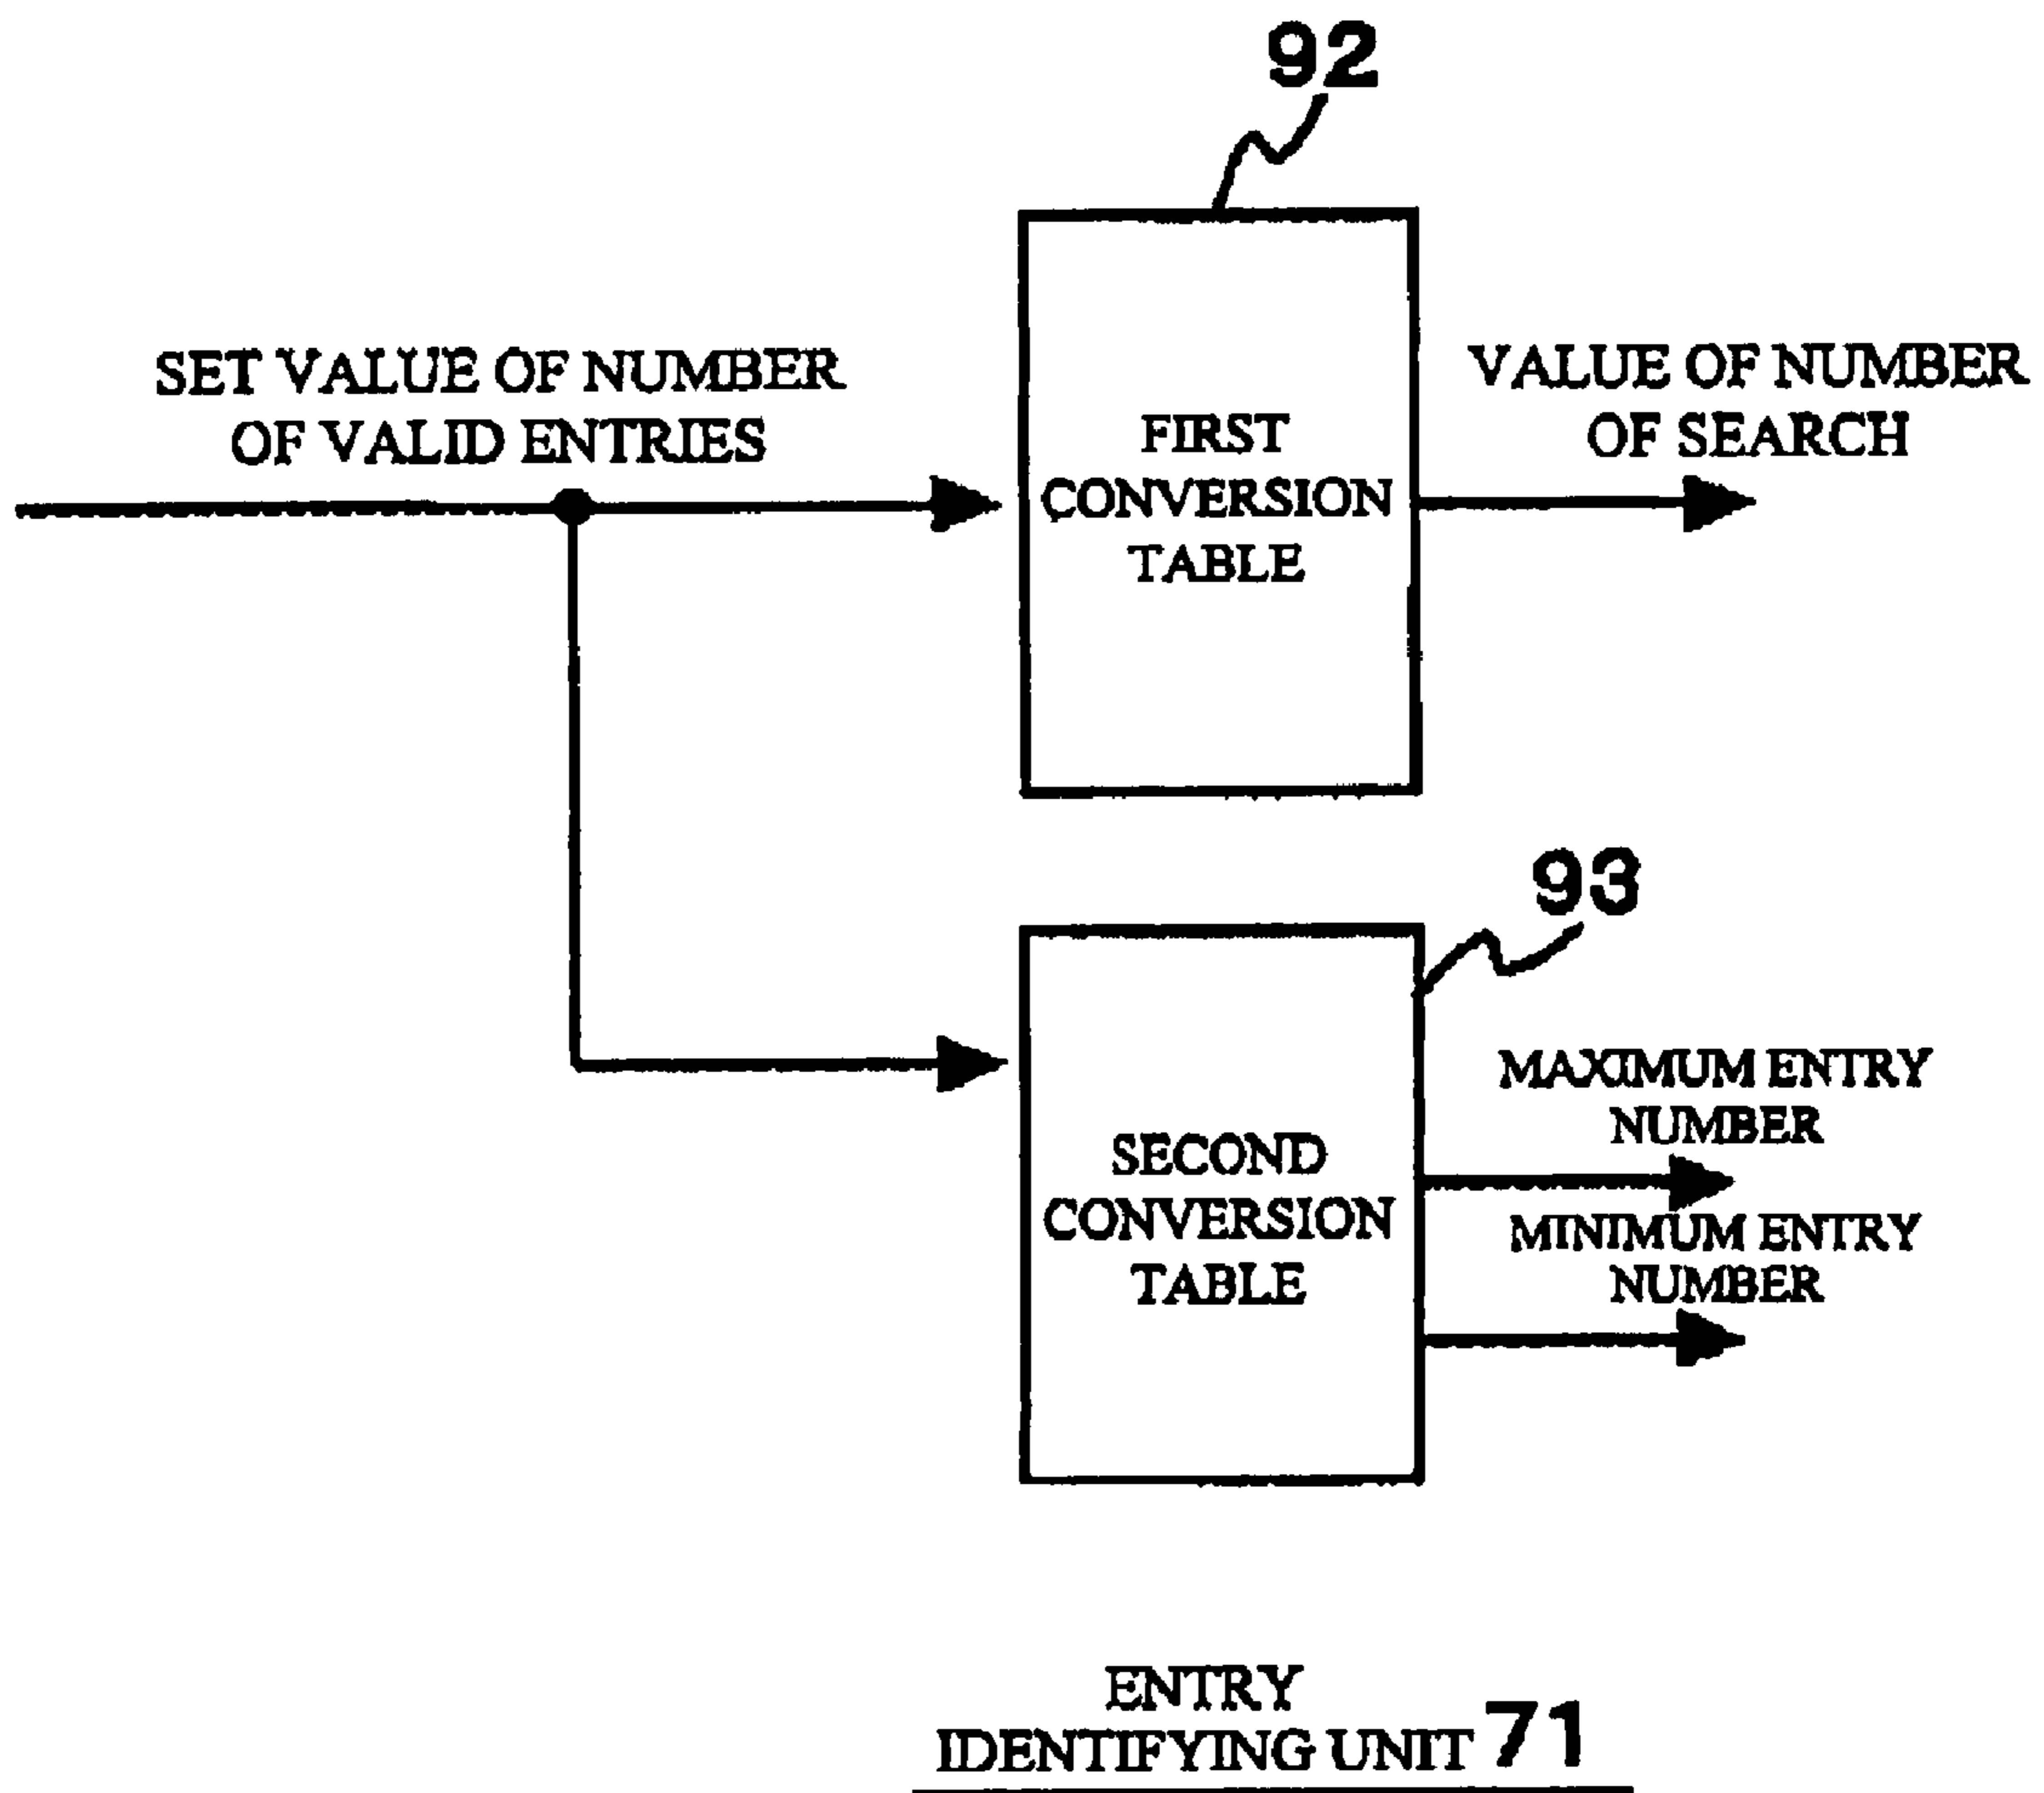 92
SET VALUE OF NUMBER
OF VALID ENTRIES
FIRST
CONVERSION
TABLE
VALUE OF NUMBER
OF SEARCH
93
SECOND
CONVERSION
TABLE
MAXIMUM ENTRY
NUMBER
MINIMUM ENTRY
NUMBER
ENTRY
IDENTIFYING UNIT 71